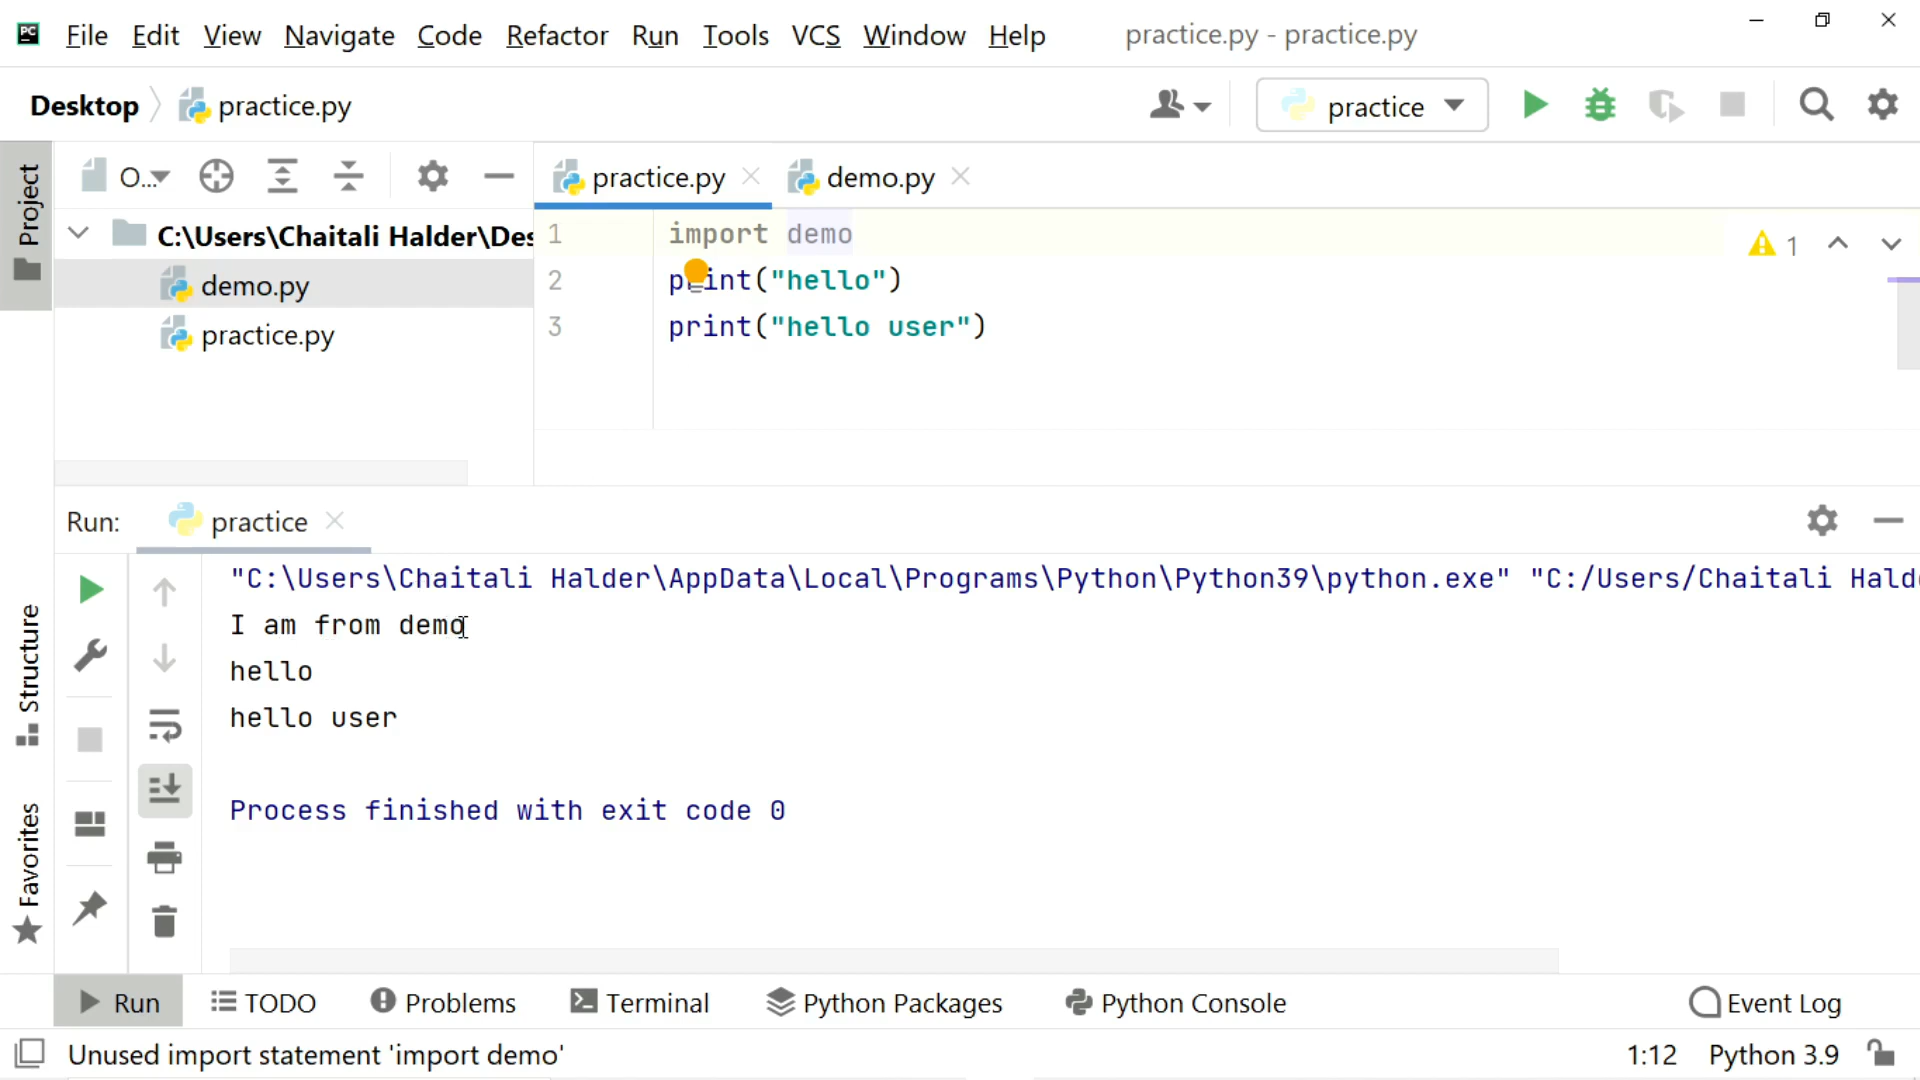 PC File Edit View Navigate Code Refactor Run Tools VCS Window Help practice.py - practice.py
Desktop practice.py practice
Project
O... practice.py demo.py
C:\Users\Chaitali Halder\Des
demo.py
practice.py
1 import demo
2 print("hello")
3 print("hello user")
1
Run: practice
"C:\Users\Chaitali Halder\AppData\Local\Programs\Python\Python39\python.exe" "C:/Users/Chaitali Hald
I am from demo
hello
hello user
Process finished with exit code 0
Structure
Favorites
Run TODO Problems Terminal Python Packages Python Console Event Log
Unused import statement 'import demo' 1:12 Python 3.9